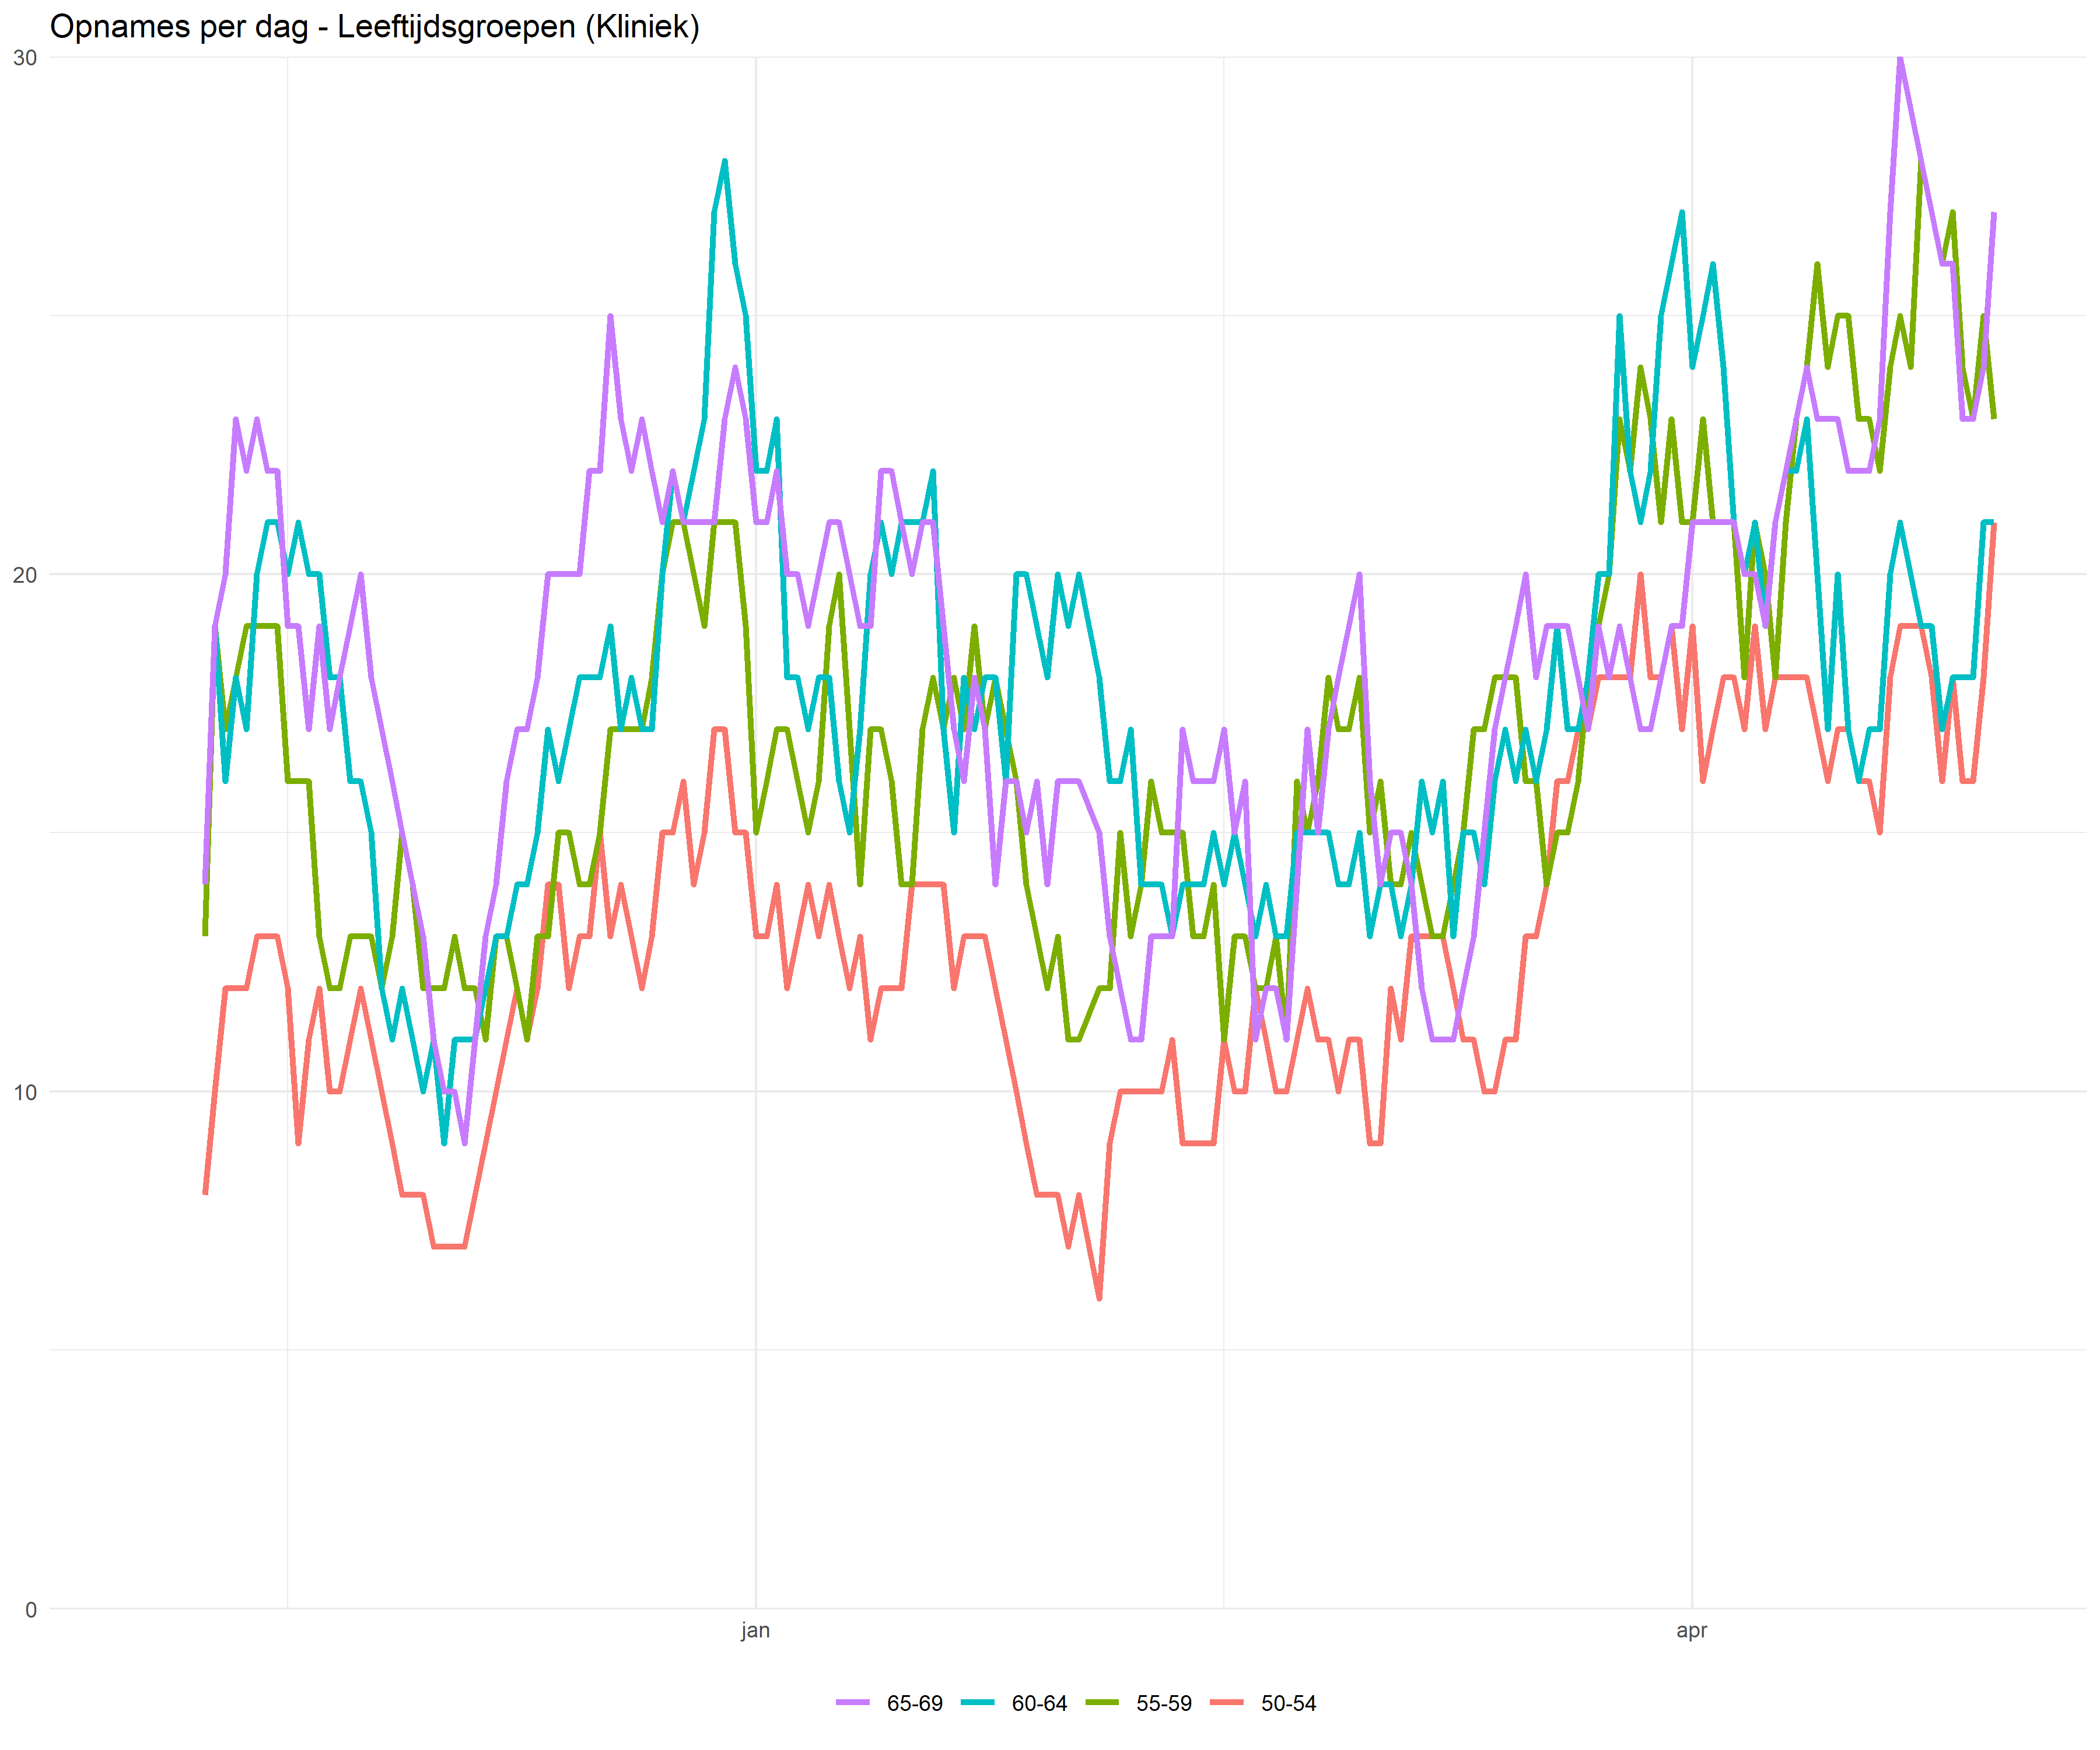 Opnames per dag - Leeftijdsgroepen (Kliniek)
30
20
10
0
jan apr
65-69 60-64 55-59 50-54